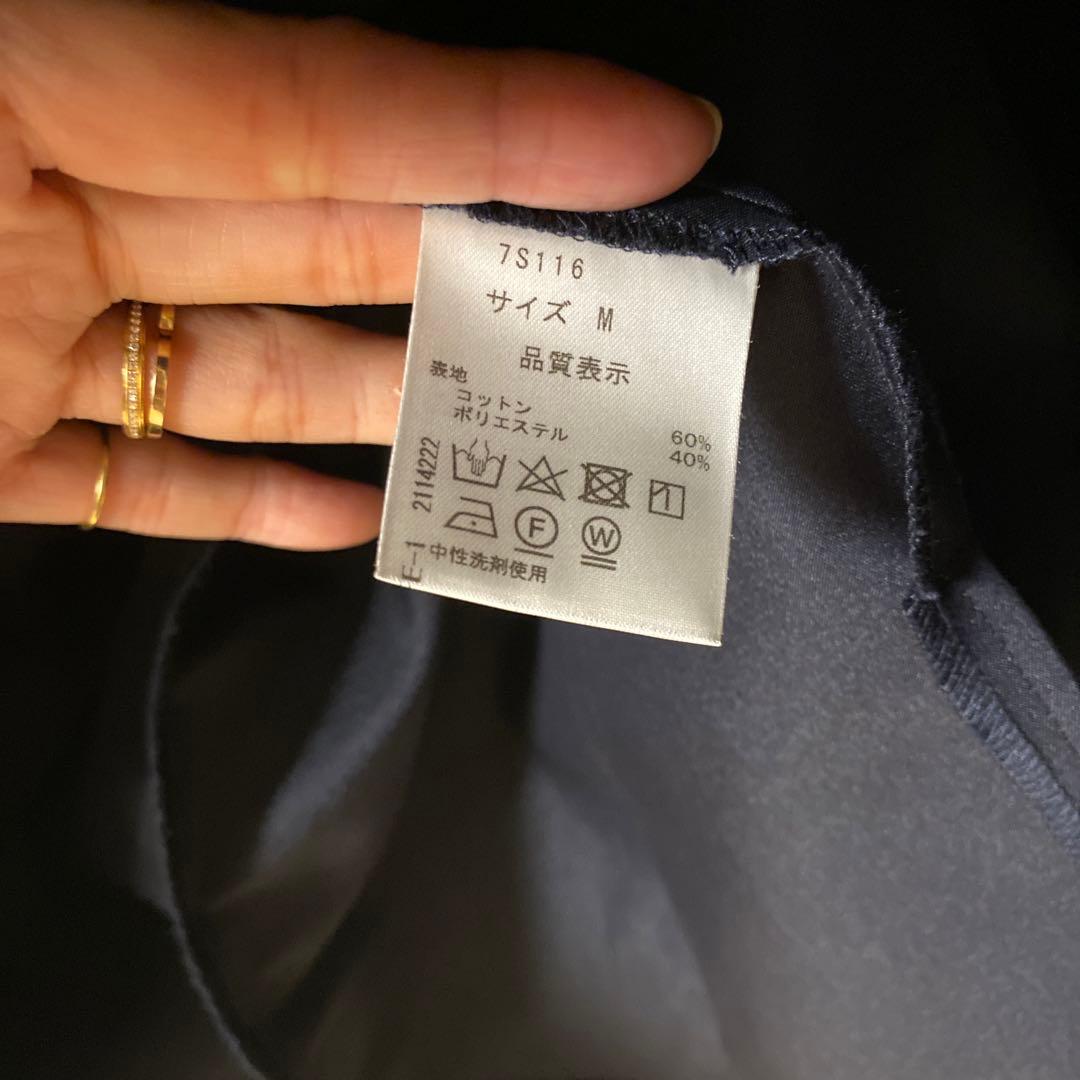 7S116
サイズ M
品質表示
表地
コットン 60%
ポリエステル 40%
F
W
中性洗剤使用
E-1 2114222